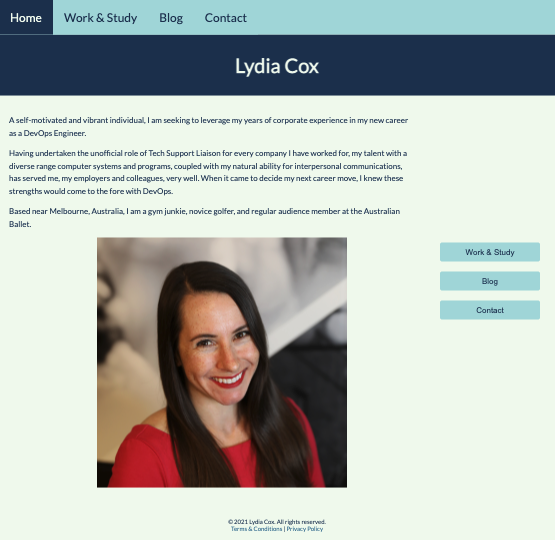 Home Work & Study Blog Contact
Lydia Cox
A self-motivated and vibrant individual, I am seeking to leverage my years of corporate experience in my new career
as a DevOps Engineer.
Having undertaken the unofficial role of Tech Support Liaison for every company I have worked for, my talent with a
diverse range computer systems and programs, coupled with my natural ability for interpersonal communications,
has served me, my employers and colleagues, very well. When it came to decide my next career move, I knew these
strengths would come to the fore with DevOps.
Based near Melbourne, Australia, I am a gym junkie, novice golfer, and regular audience member at the Australian
Ballet.
Work & Study
Blog
Contact
© 2021 Lydia Cox. All rights reserved.
Terms & Conditions | Privacy Policy